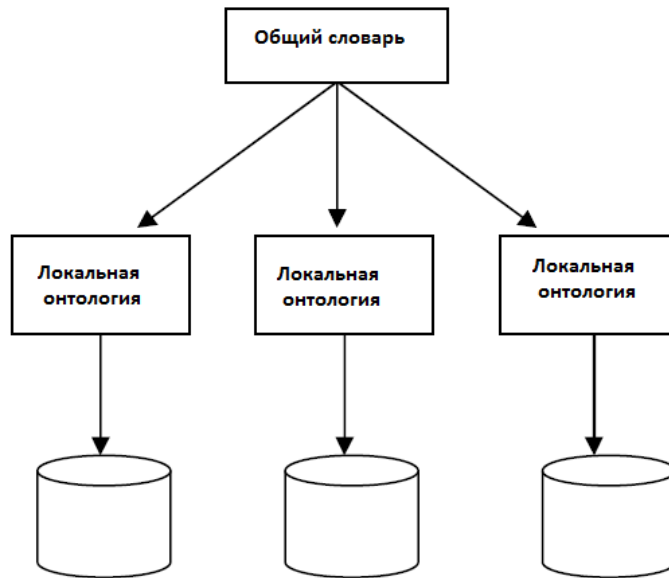 Общий словарь
Локальная
онтология
Локальная
онтология
Локальная
онтология